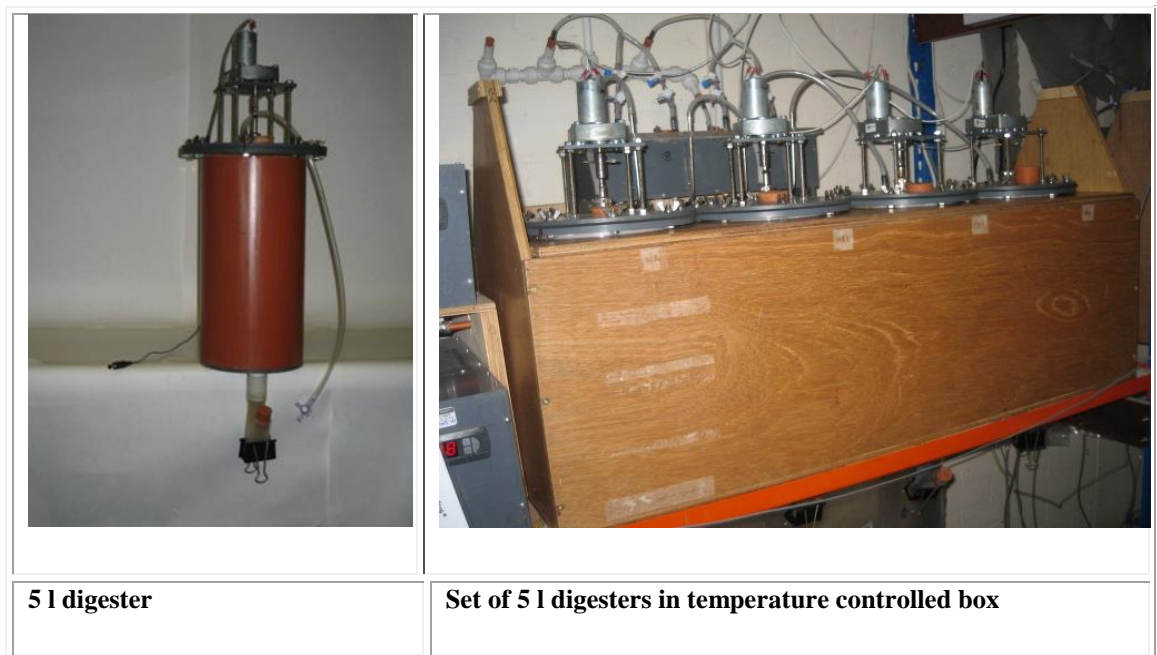 5 l digester
Set of 5 l digesters in temperature controlled box